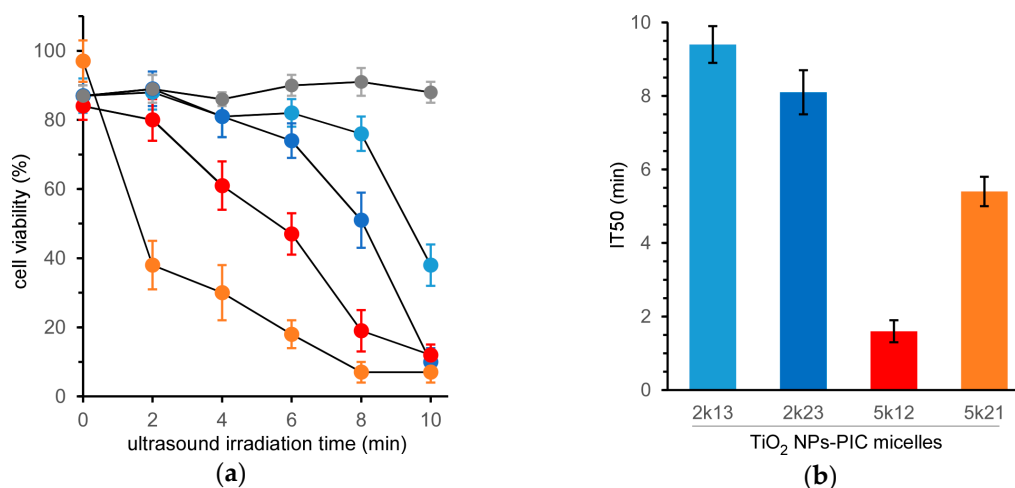 100
80
60
40
20
0
cell viability (%)
0 2 4 6 8 10
ultrasound irradiation time (min)
(a)
10
8
6
4
2
0
IT50 (min)
2k13 2k23 5k12 5k21
TiO2 NPs-PIC micelles
(b)